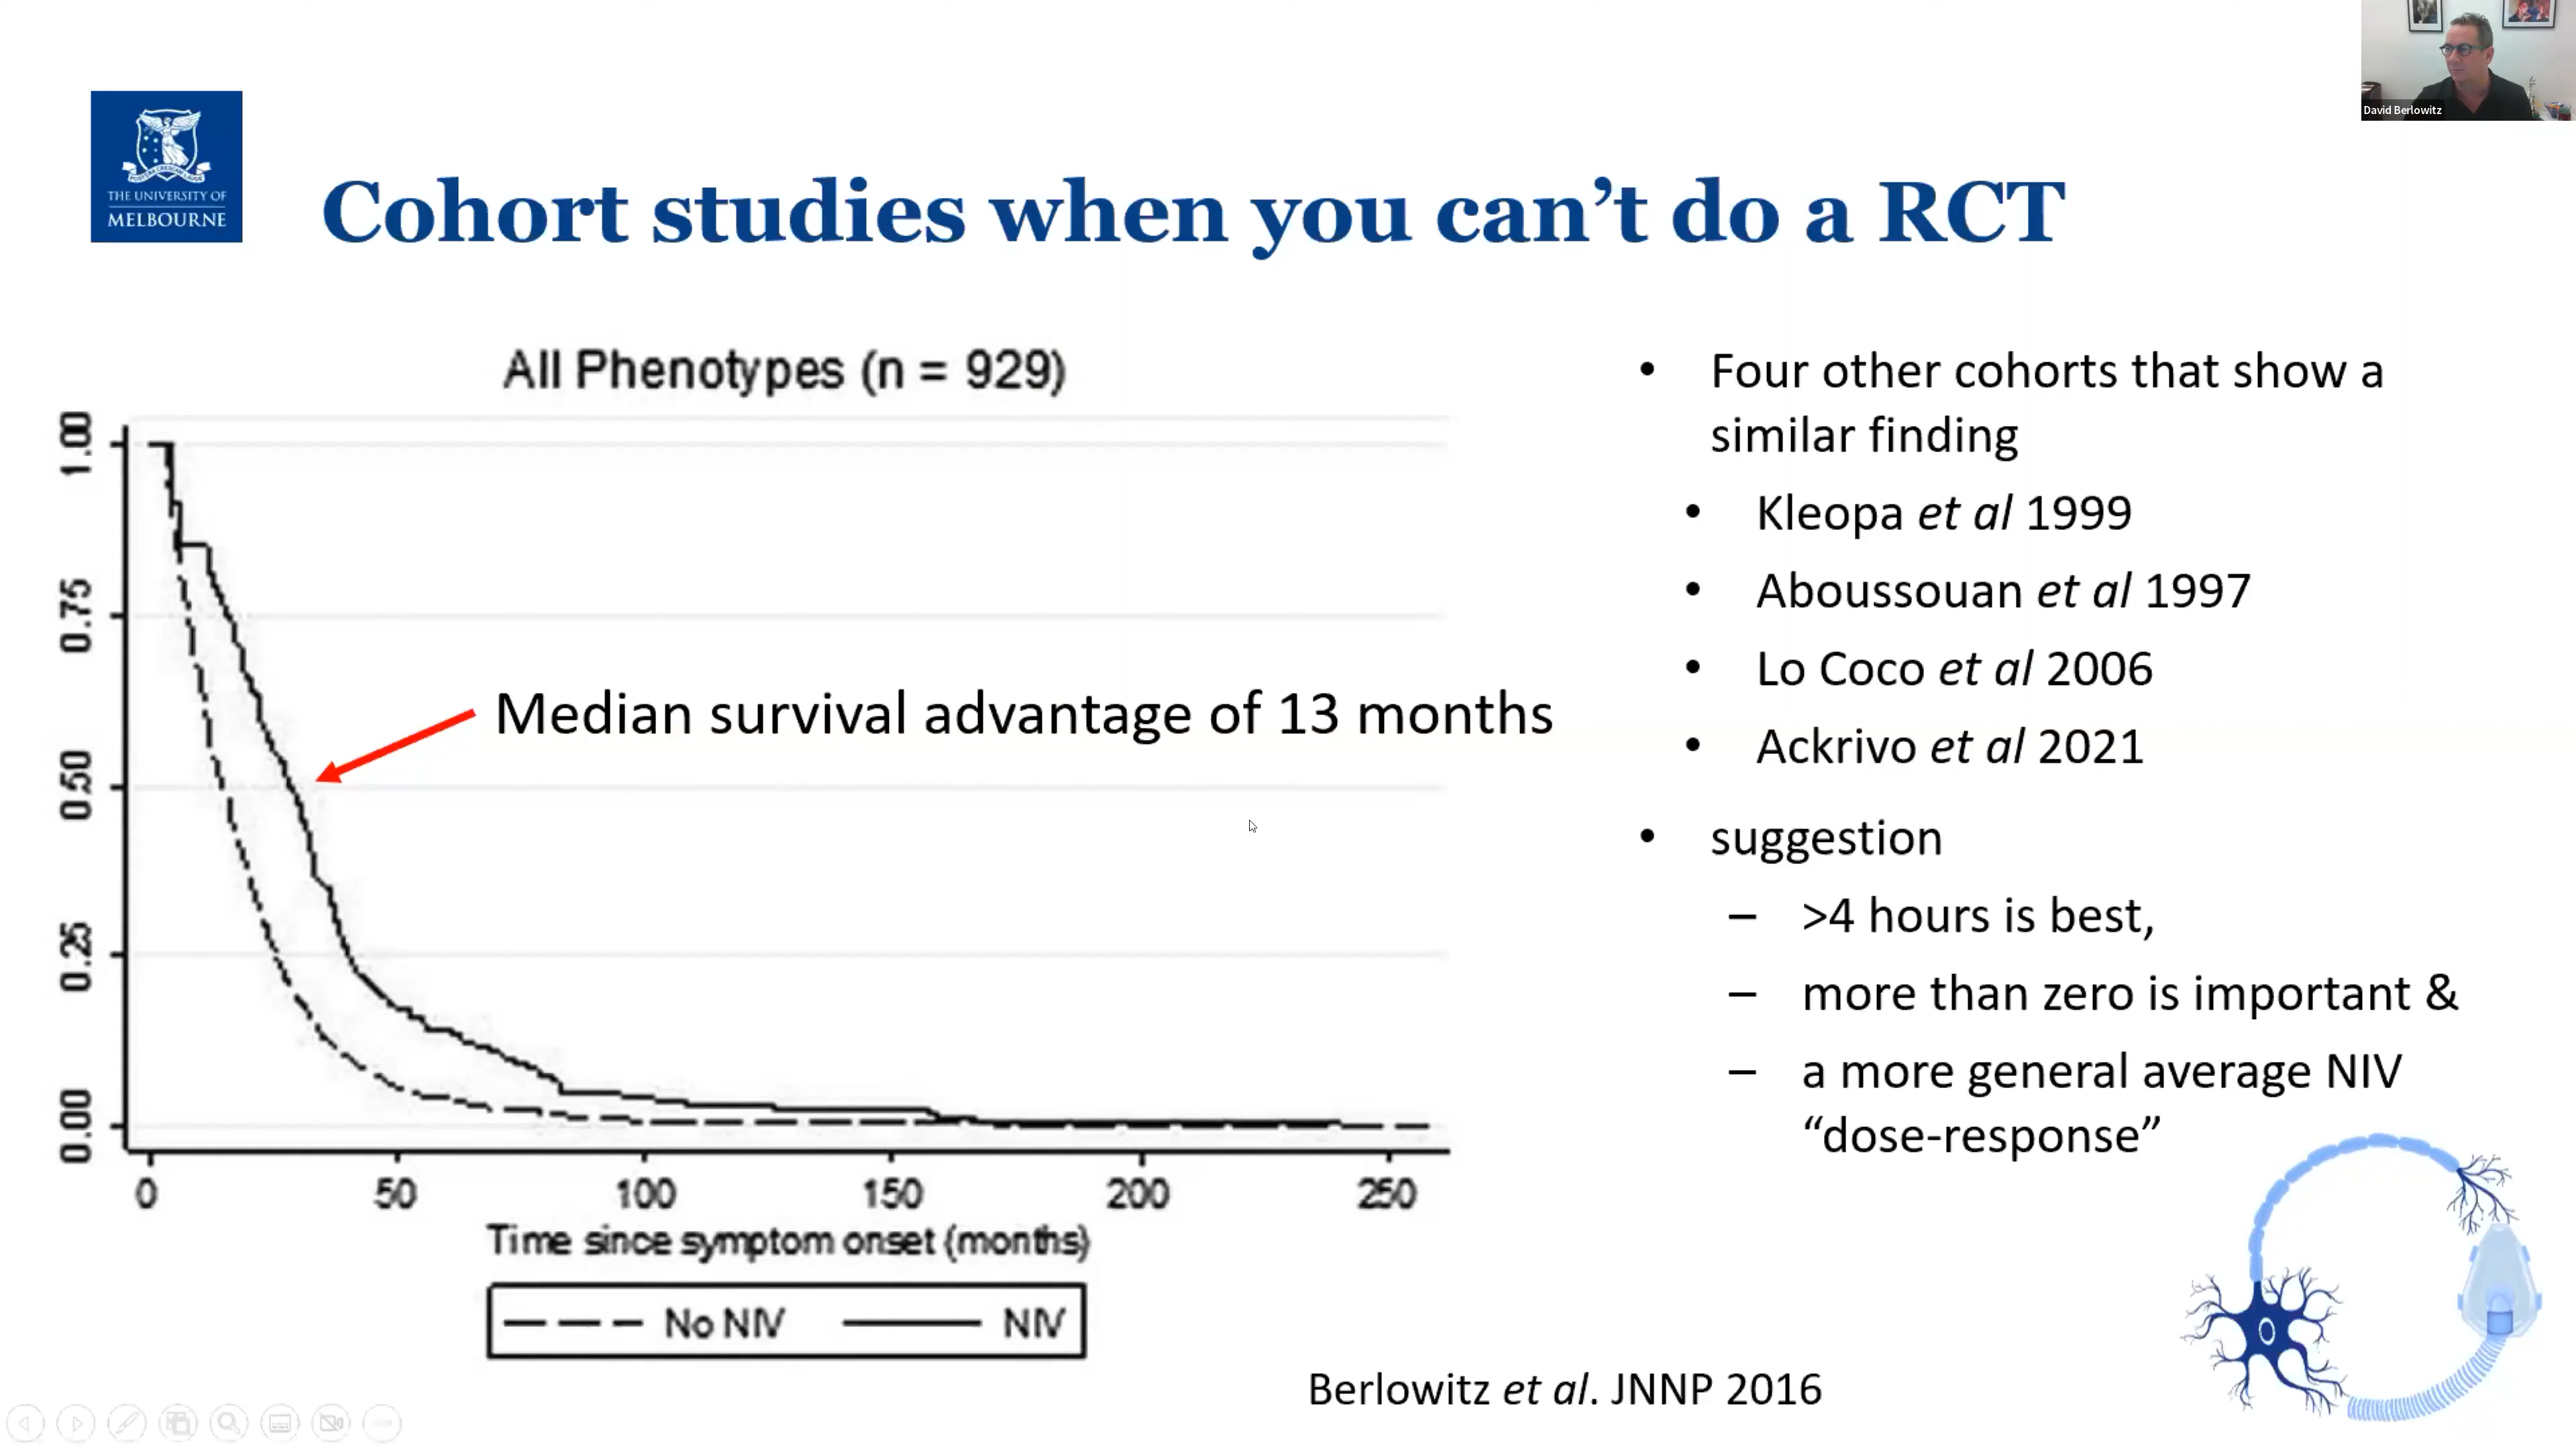 David Berlowitz
THE UNIVERSITY OF
MELBOURNE
Cohort studies when you can’t do a RCT
All Phenotypes (n = 929)
1.00
0.75
0.50
0.25
0.00
Median survival advantage of 13 months
0 50 100 150 200 250
Time since symptom onset (months)
No NIV NIV
• Four other cohorts that show a
similar finding
• Kleopa et al 1999
• Aboussouan et al 1997
• Lo Coco et al 2006
• Ackrivo et al 2021
• suggestion
– >4 hours is best,
– more than zero is important &
– a more general average NIV
“dose-response”
Berlowitz et al. JNNP 2016